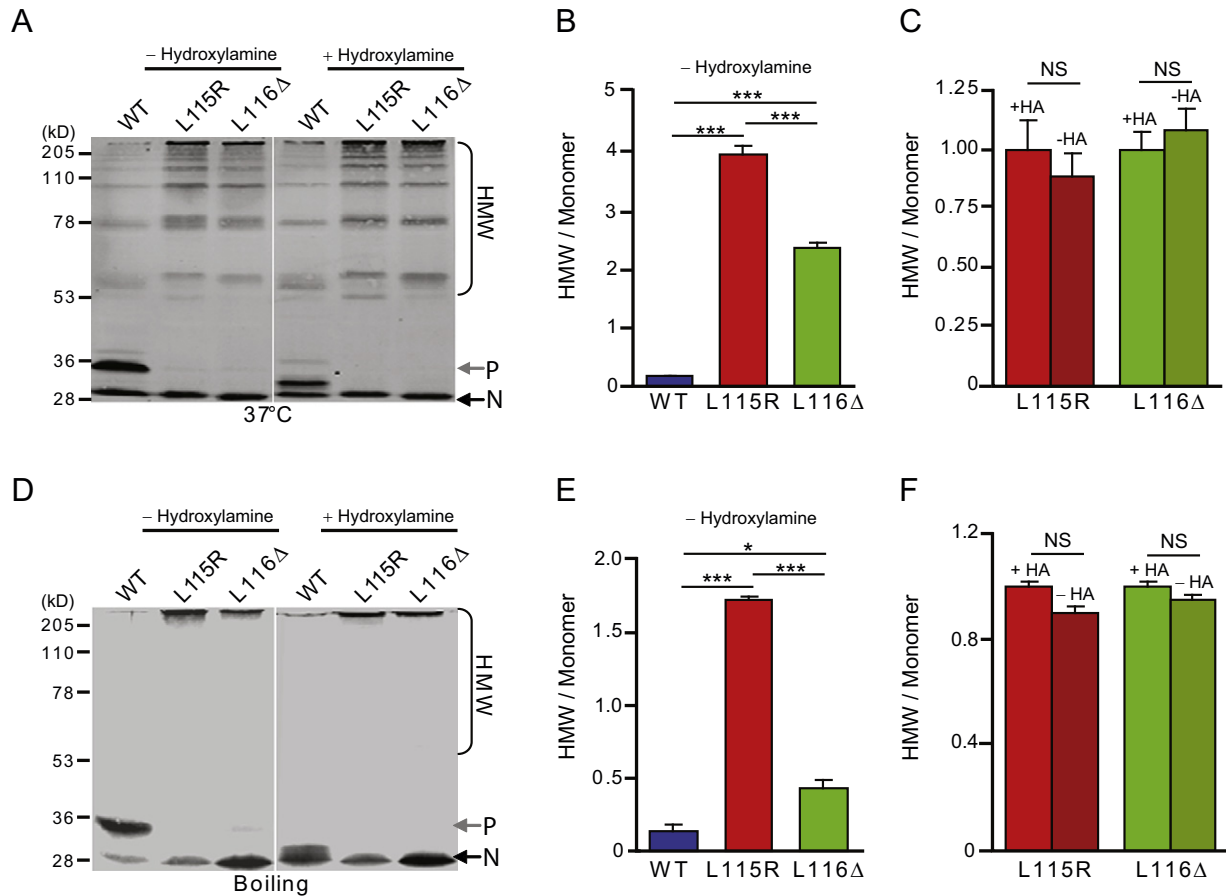 A
− Hydroxylamine
+ Hydroxylamine
WT
L115R
L116Δ
WT
L115R
L116Δ
(kD)
205
110
78
53
36
28
HMW
P
N
37°C
B
− Hydroxylamine
HMW / Monomer
5
4
3
2
1
0
***
***
***
WT
L115R
L116Δ
C
HMW / Monomer
1.25
1.00
0.75
0.50
0.25
0
NS
NS
+HA
-HA
+HA
-HA
L115R
L116Δ
D
− Hydroxylamine
+ Hydroxylamine
WT
L115R
L116Δ
WT
L115R
L116Δ
(kD)
205
110
78
53
36
28
HMW
P
N
Boiling
E
− Hydroxylamine
HMW / Monomer
2.0
1.5
1.0
0.5
0
*
***
***
WT
L115R
L116Δ
F
HMW / Monomer
1.2
0.8
0.4
0
NS
NS
+ HA
− HA
+ HA
− HA
L115R
L116Δ